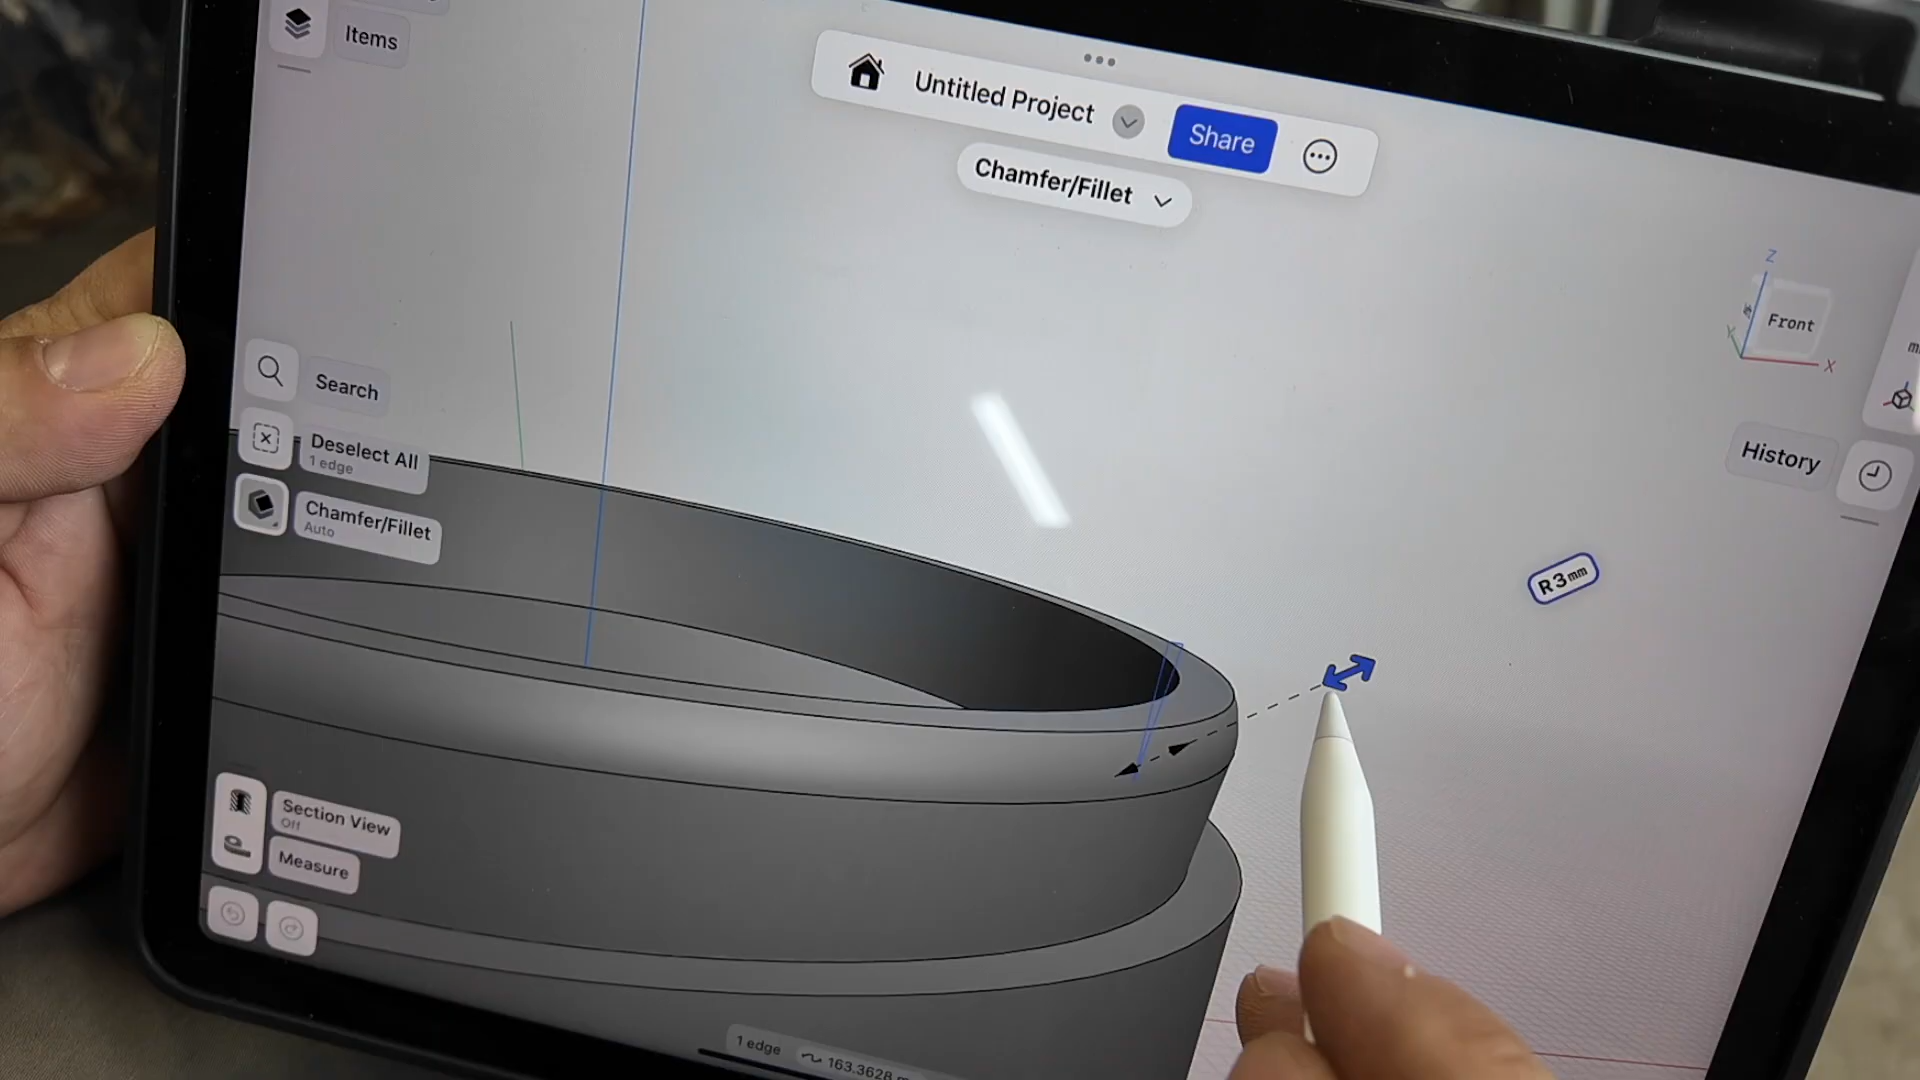 Items
Untitled Project
Share
Chamfer/Fillet
Z
Front
Y
X
Search
Deselect All
1 edge
History
Chamfer/Fillet
Auto
R3mm
Section View
Off
Measure
1 edge
163.3628